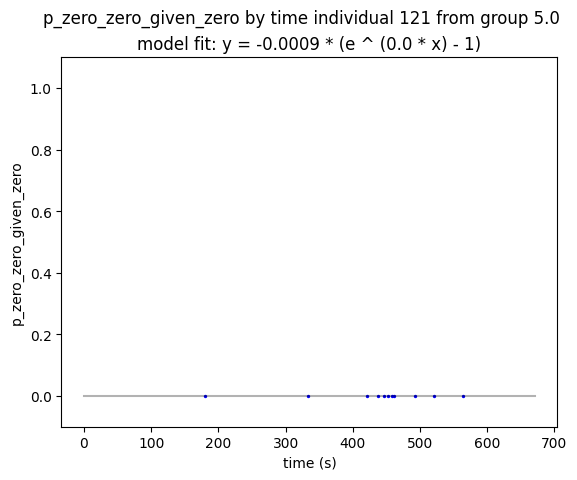 p_zero_zero_given_zero by time individual 121 from group 5.0
model fit: y = -0.0009 * (e ^ (0.0 * x) - 1)
1.0
0.8
0.6
0.4
0.2
0.0
p_zero_zero_given_zero
0 100 200 300 400 500 600 700
time (s)